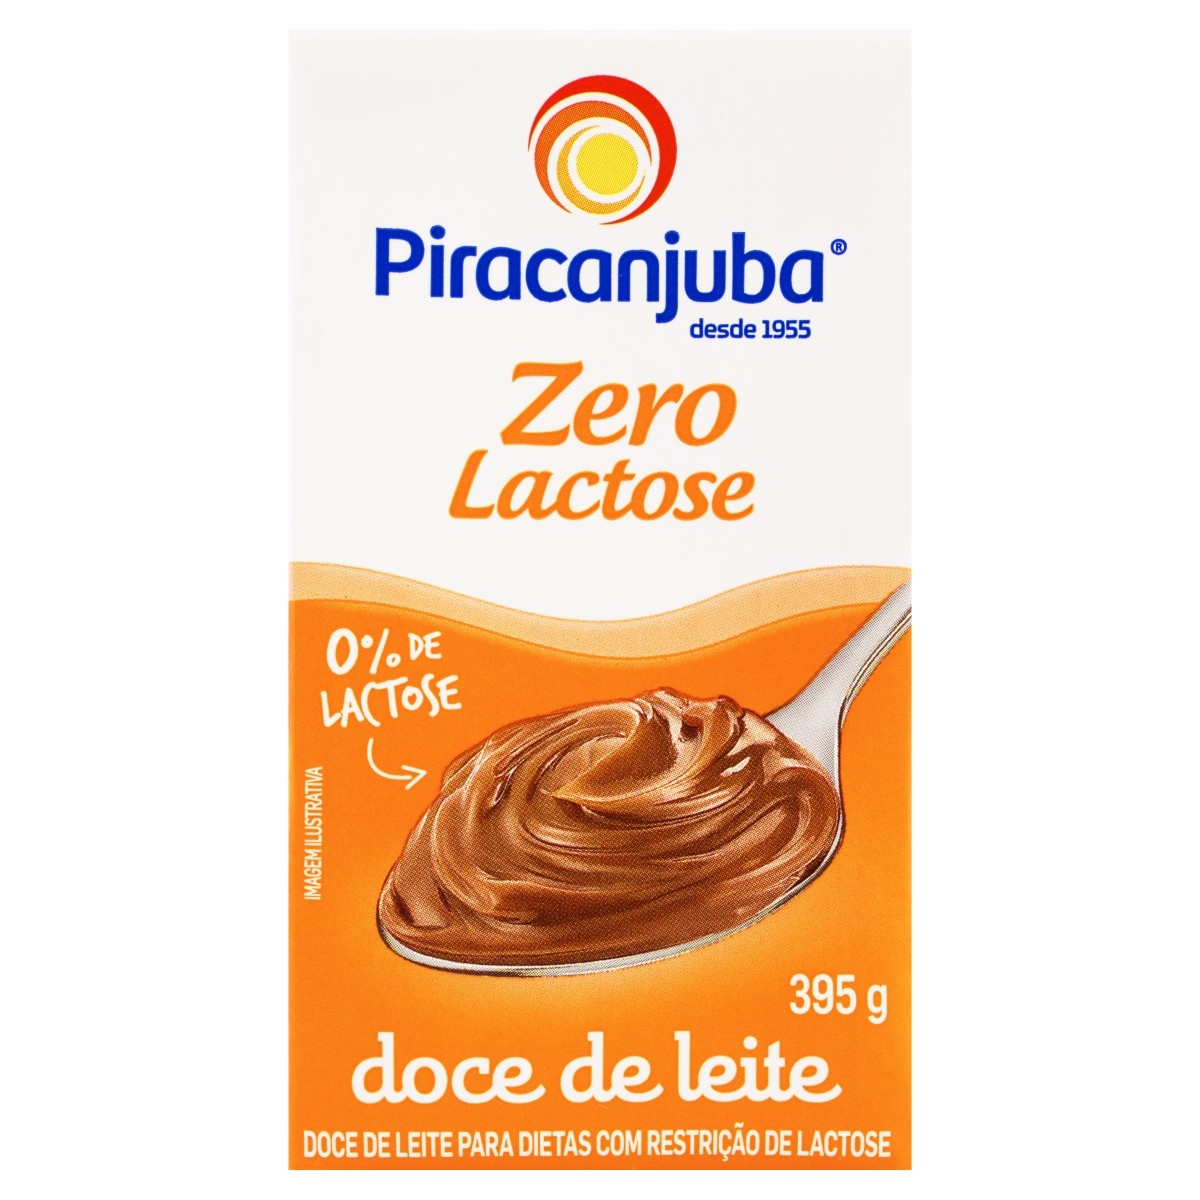 Piracanjuba®
desde 1955
Zero
Lactose
0% DE
LACTOSE
IMAGEM ILUSTRATIVA
395 g
doce de leite
DOCE DE LEITE PARA DIETAS COM RESTRIÇÃO DE LACTOSE